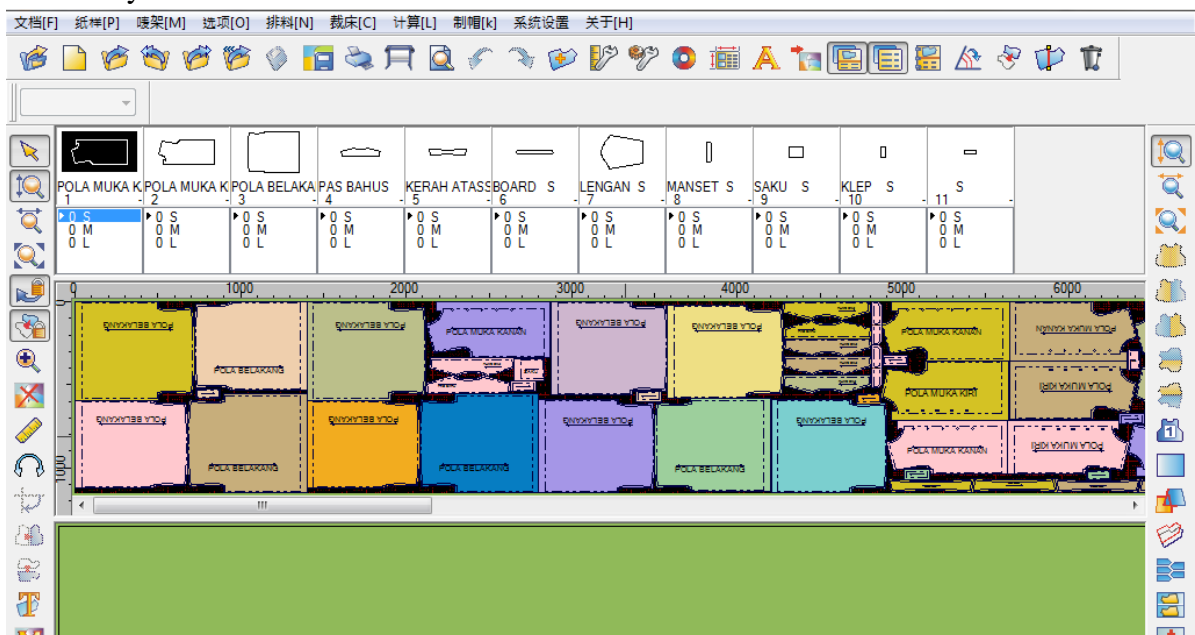 文档[F] 纸样[P] 唛架[M] 选项[O] 排料[N] 裁床[C] 计算[L] 制帽[k] 系统设置 关于[H]
POLA MUKA K POLA MUKA K POLA BELAKA PAS BAHUS KERAH ATASS BOARD S LENGAN S MANSET S SAKU S KLEP S S
1 - 2 - 3 - 4 - 5 - 6 - 7 - 8 - 9 - 10 - 11 -
0 S 0 S 0 S 0 S 0 S 0 S 0 S 0 S 0 S 0 S 0 S
0 M 0 M 0 M 0 M 0 M 0 M 0 M 0 M 0 M 0 M 0 M
0 L 0 L 0 L 0 L 0 L 0 L 0 L 0 L 0 L 0 L 0 L
0 1000 2000 3000 4000 5000 6000
POLA BELAKANG POLA BELAKANG POLA MUKA KANAN POLA BELAKANG POLA BELAKANG POLA MUKA KANAN POLA MUKA KANAN
POLA BELAKANG
POLA MUKA KIRI POLA MUKA KIRI
POLA BELAKANG POLA BELAKANG POLA BELAKANG POLA BELAKANG POLA MUKA KANAN POLA MUKA KIRI
POLA BELAKANG POLA BELAKANG POLA BELAKANG
1000